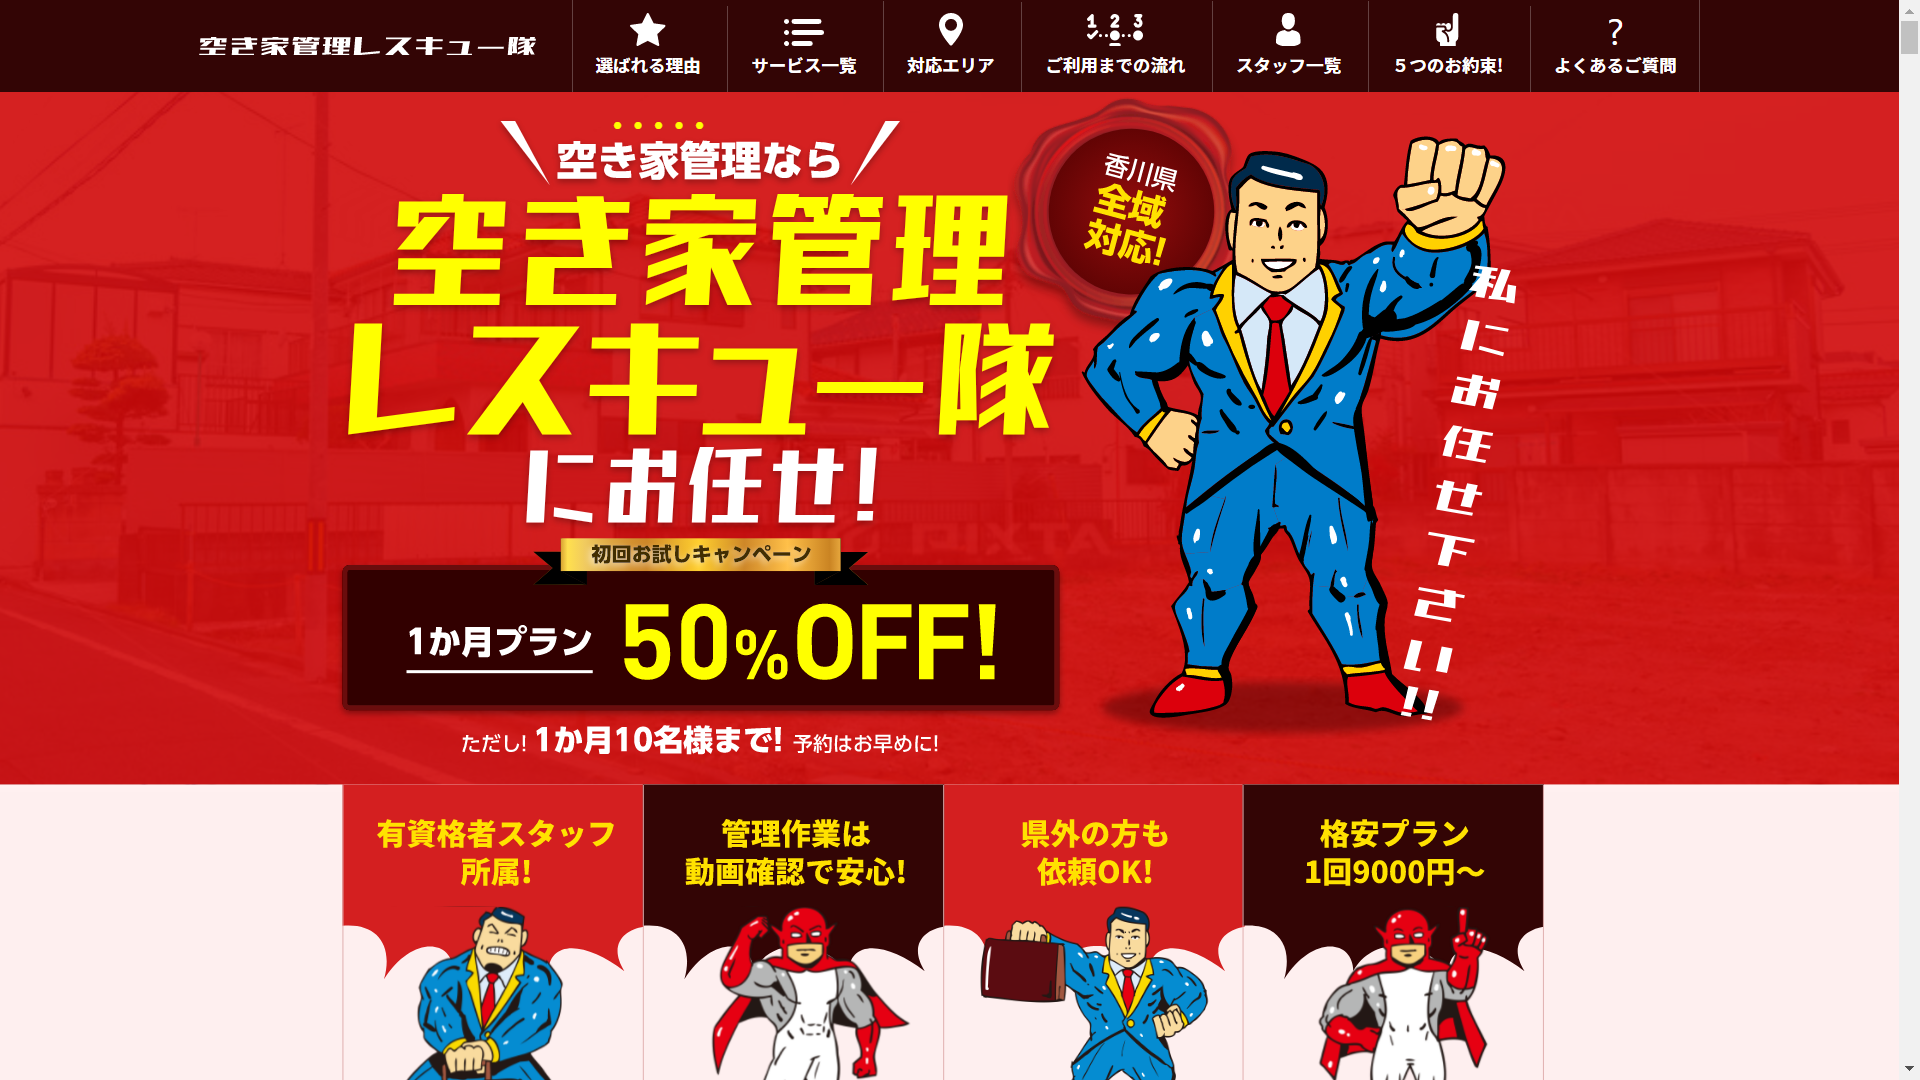 空き家管理レスキュー隊
選ばれる理由
サービス一覧
対応エリア
1 2 3
ご利用までの流れ
スタッフ一覧
５つのお約束!
?
よくあるご質問
空き家管理なら
空き家管理
レスキュー隊
にお任せ!
香川県
全域
対応!
私にお任せ下さい!!
PIXTA
初回お試しキャンペーン
1か月プラン 50%OFF!
ただし! 1か月10名様まで! 予約はお早めに!
有資格者スタッフ
所属!
管理作業は
動画確認で安心!
県外の方も
依頼OK!
格安プラン
1回9000円〜